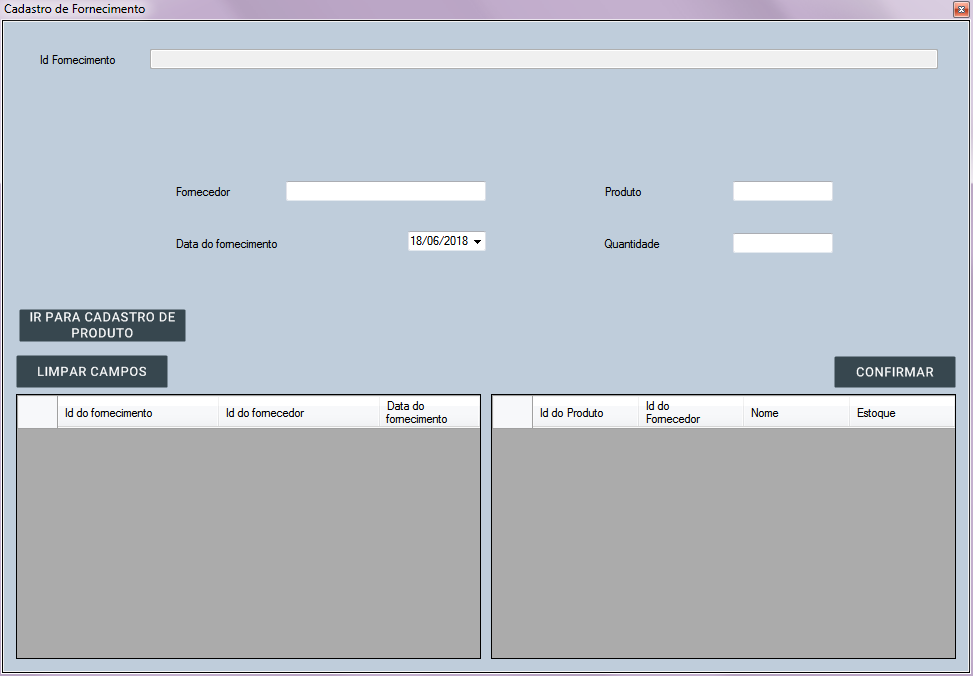 Cadastro de Fornecimento
Id Fornecimento
Fornecedor
Produto
Data do fornecimento
18/06/2018
Quantidade
IR PARA CADASTRO DE
PRODUTO
LIMPAR CAMPOS
CONFIRMAR
Id do fornecimento
Id do fornecedor
Data do
fornecimento
Id do Produto
Id do
Fornecedor
Nome
Estoque